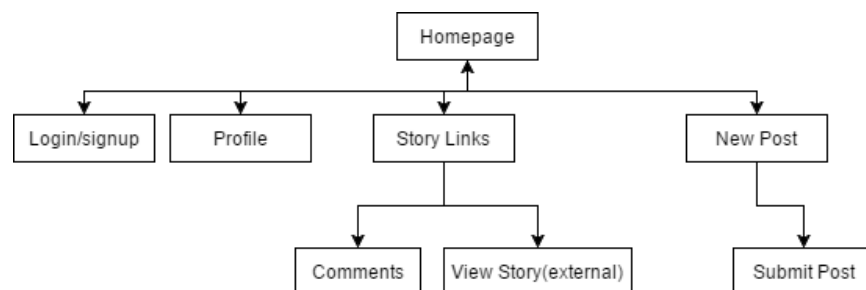 Homepage
Login/signup
Profile
Story Links
New Post
Comments
View Story(external)
Submit Post